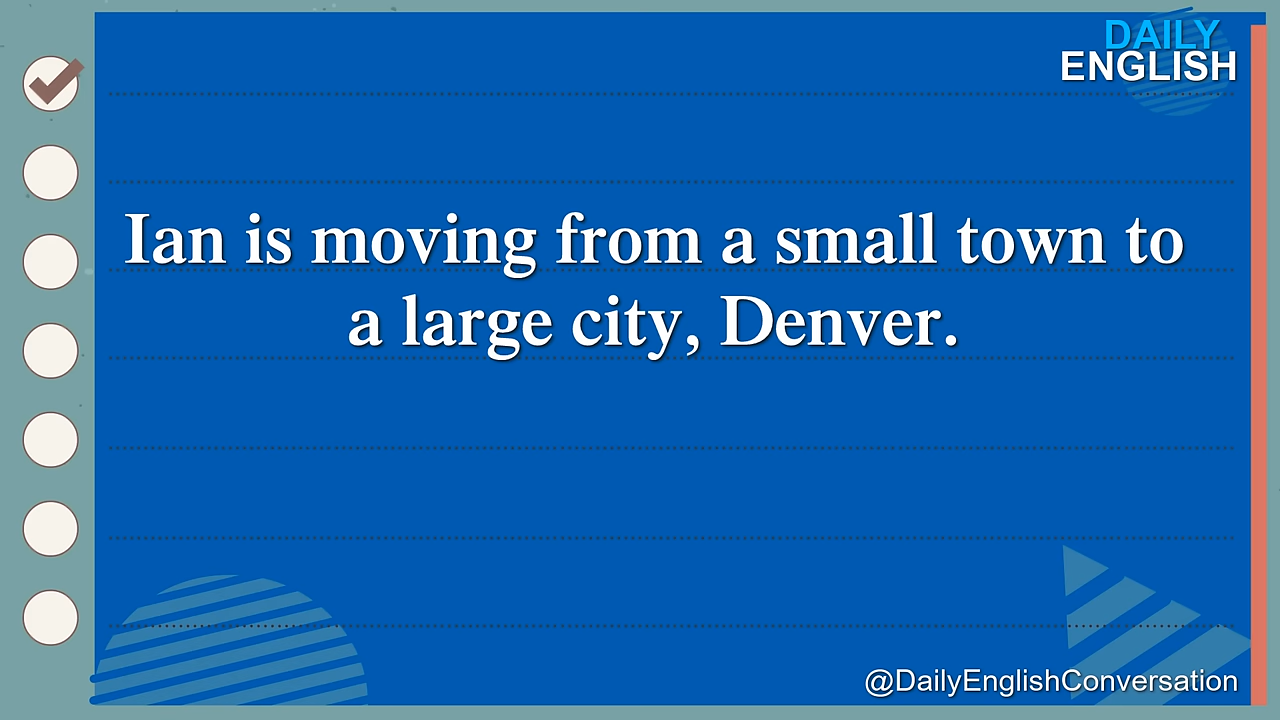 DAILY
ENGLISH
Ian is moving from a small town to
a large city, Denver.
@DailyEnglishConversation